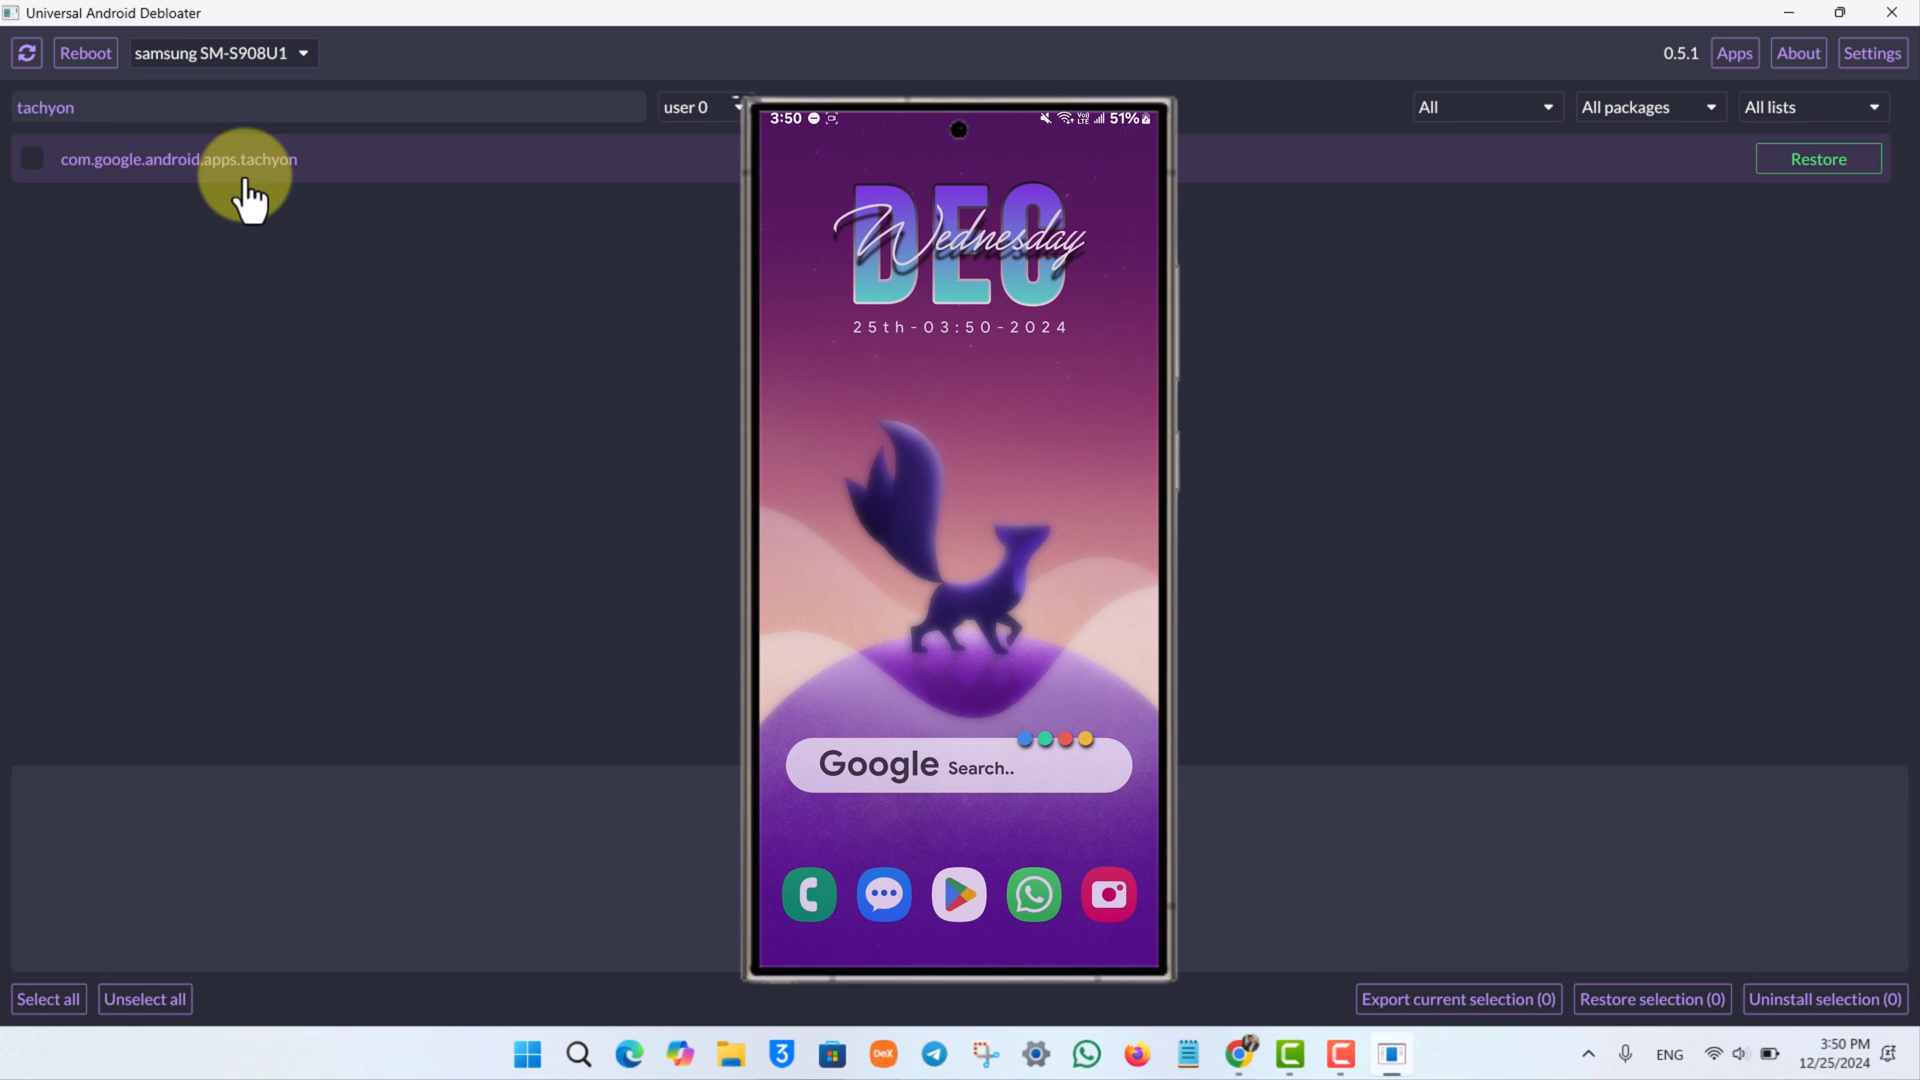 Universal Android Debloater
Reboot
samsung SM-S908U1
0.5.1
Apps
About
Settings
tachyon
user 0
All
All packages
All lists
com.google.android.apps.tachyon
Restore
3:50
51%
DEC
Wednesday
25th-03:50-2024
Google Search..
Select all
Unselect all
Export current selection (0)
Restore selection (0)
Uninstall selection (0)
3
DeX
ENG
3:50 PM
12/25/2024